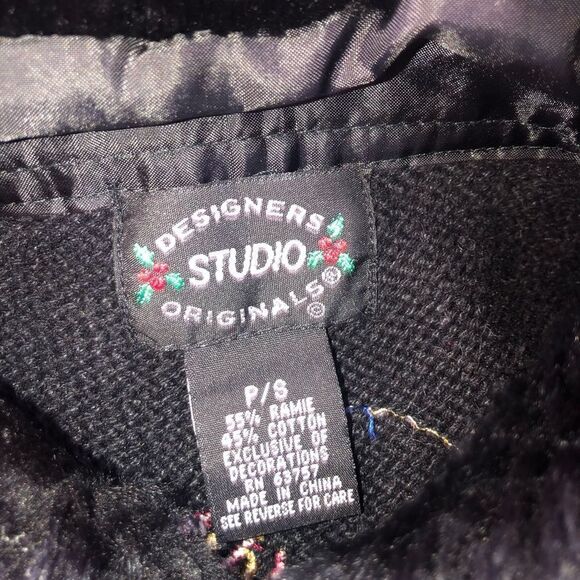 DESIGNERS
STUDIO
ORIGINALS®
©
P/S
55% RAMIE
45% COTTON
EXCLUSIVE OF
DECORATIONS
RN 63757
MADE IN CHINA
SEE REVERSE FOR CARE